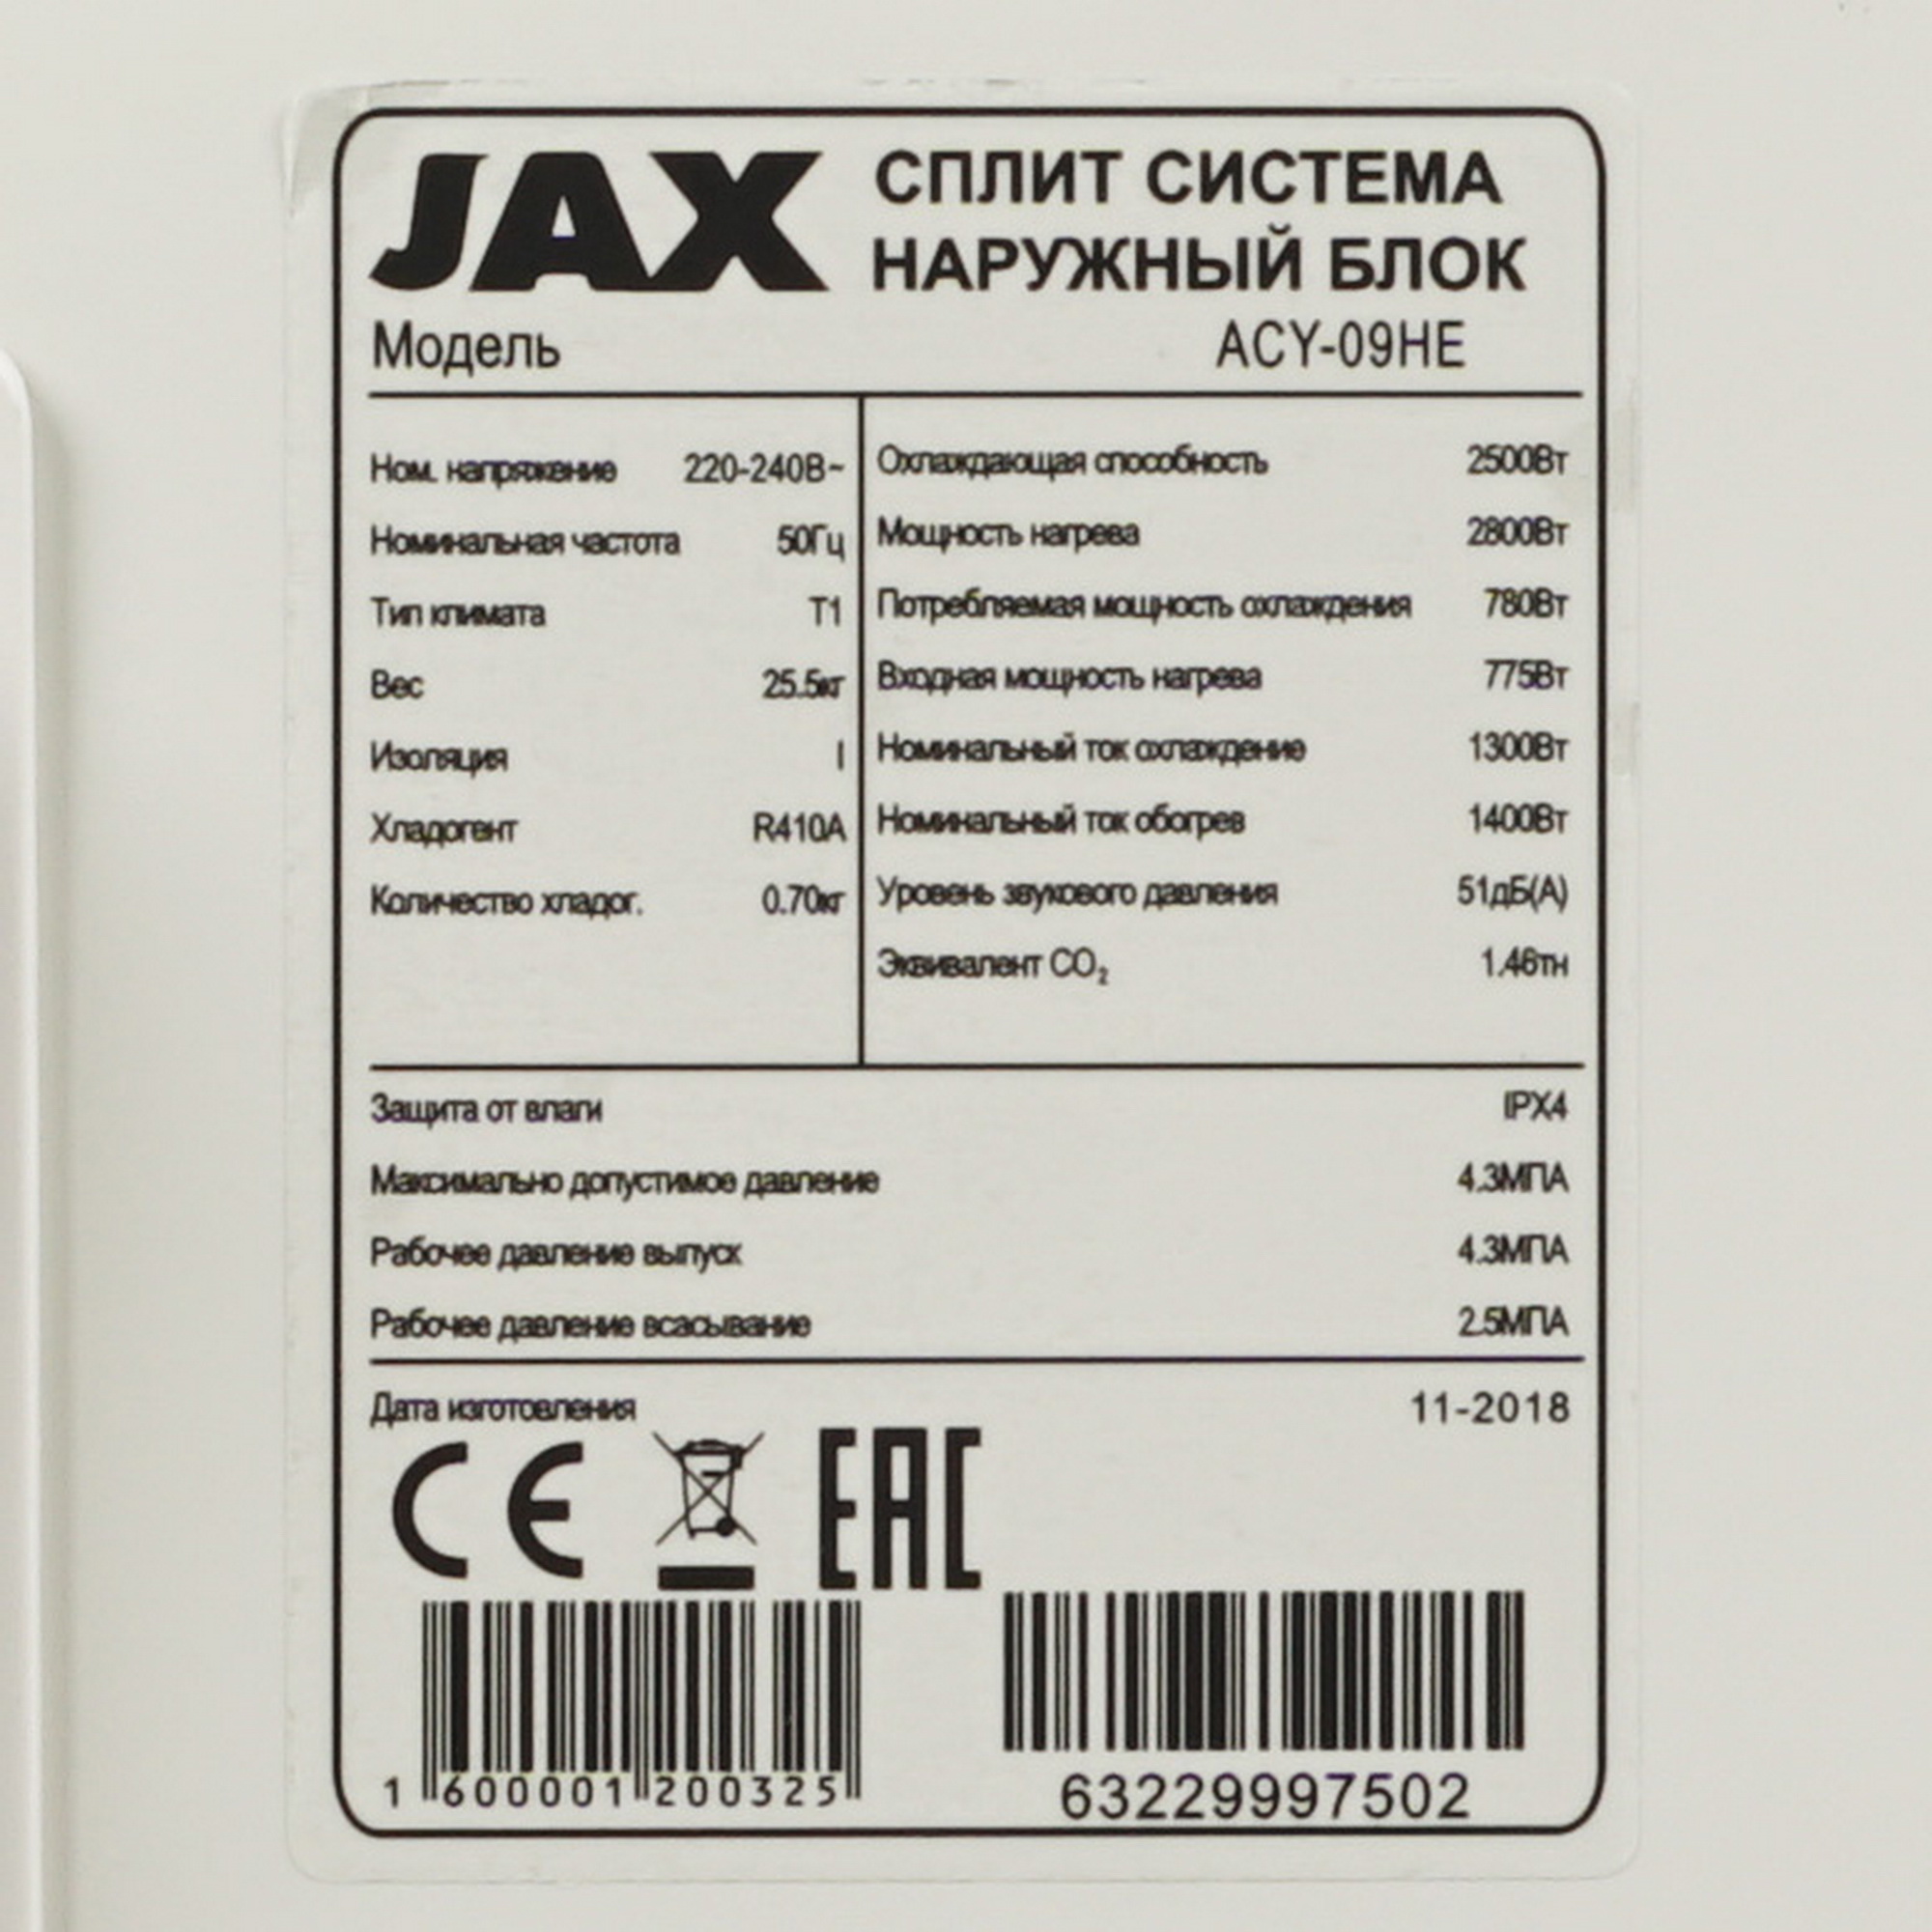 JAX СПЛИТ СИСТЕМА
НАРУЖНЫЙ БЛОК
Модель ACY-09HE
Ном. напряжение 220-240В~
Номинальная частота 50Гц
Тип климата T1
Вес 25.5кг
Изоляция I
Хладогент R410A
Количество хладог. 0.70кг
Охлаждающая способность 2500Вт
Мощность нагрева 2800Вт
Потребляемая мощность охлаждения 780Вт
Входная мощность нагрева 775Вт
Номинальный ток охлаждение 1300Вт
Номинальный ток обогрев 1400Вт
Уровень звукового давления 51дБ(А)
Эквивалент CO₂ 1.46тн
Защита от влаги IPX4
Максимально допустимое давление 4.3МПА
Рабочее давление выпуск 4.3МПА
Рабочее давление всасывание 2.5МПА
Дата изготовления 11-2018
CE EAC
1 600001 200325
63229997502